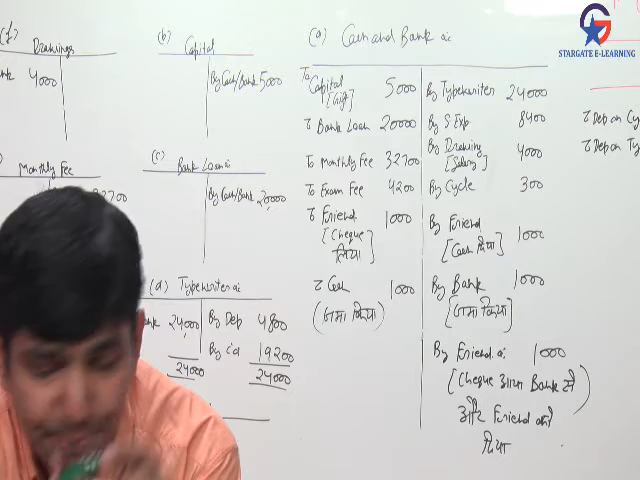 STARGATE E-LEARNING
(f) Drawings
4000
Monthly Fee
32700
(b) Capital
By Cash/Bank 5000
(c) Bank Loan a/c
By Cash/Bank 20000
(d) Typewriter a/c
24000 By Dep 4800
By c/d 19200
24000 24000
(a) Cash and Bank a/c
To Capital 5000
[Gift]
To Bank Loan 20000
To Monthly Fee 32700
To Exam Fee 4200
To Friend 1000
[Cheque
लिया]
To Cash 1000
(जमा किया)
By Typewriter 24000
By S Exp 8400
By Drawing 4000
[Salary]
By Cycle 300
By Friend 1000
[Cash दिया]
By Bank 1000
[जमा किया]
By Friend a/c 1000
(Cheque आया Bank से
और Friend को
दिया)
To Dep on Cy
To Dep on Ty